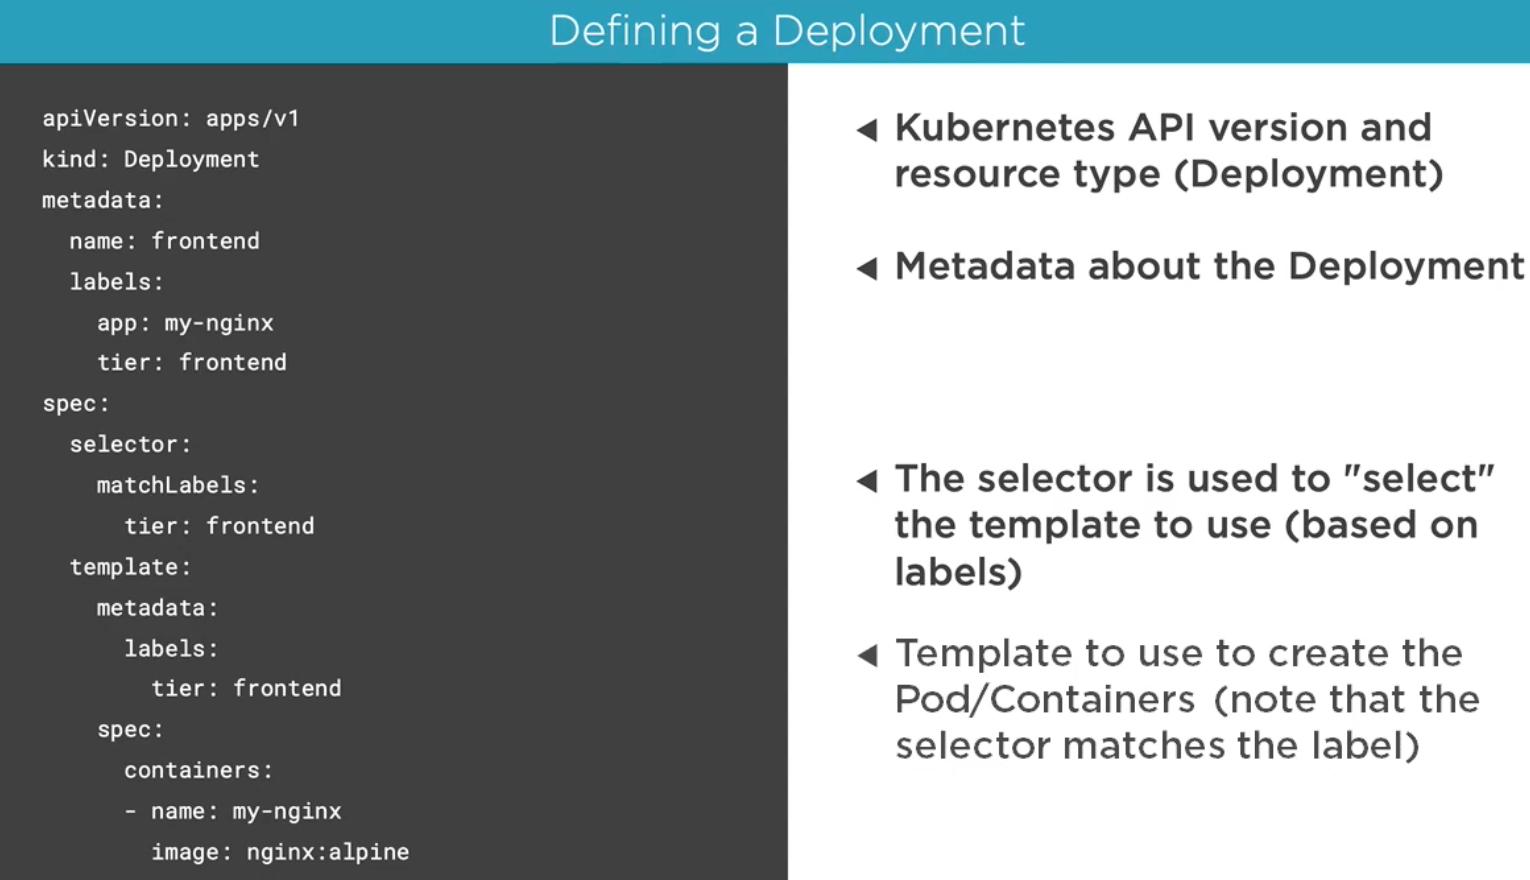 Defining a Deployment
apiVersion: apps/v1
kind: Deployment
metadata:
  name: frontend
  labels:
    app: my-nginx
    tier: frontend
spec:
  selector:
    matchLabels:
      tier: frontend
  template:
    metadata:
      labels:
        tier: frontend
    spec:
      containers:
      - name: my-nginx
        image: nginx:alpine
Kubernetes API version and
resource type (Deployment)
Metadata about the Deployment
The selector is used to "select"
the template to use (based on
labels)
Template to use to create the
Pod/Containers (note that the
selector matches the label)